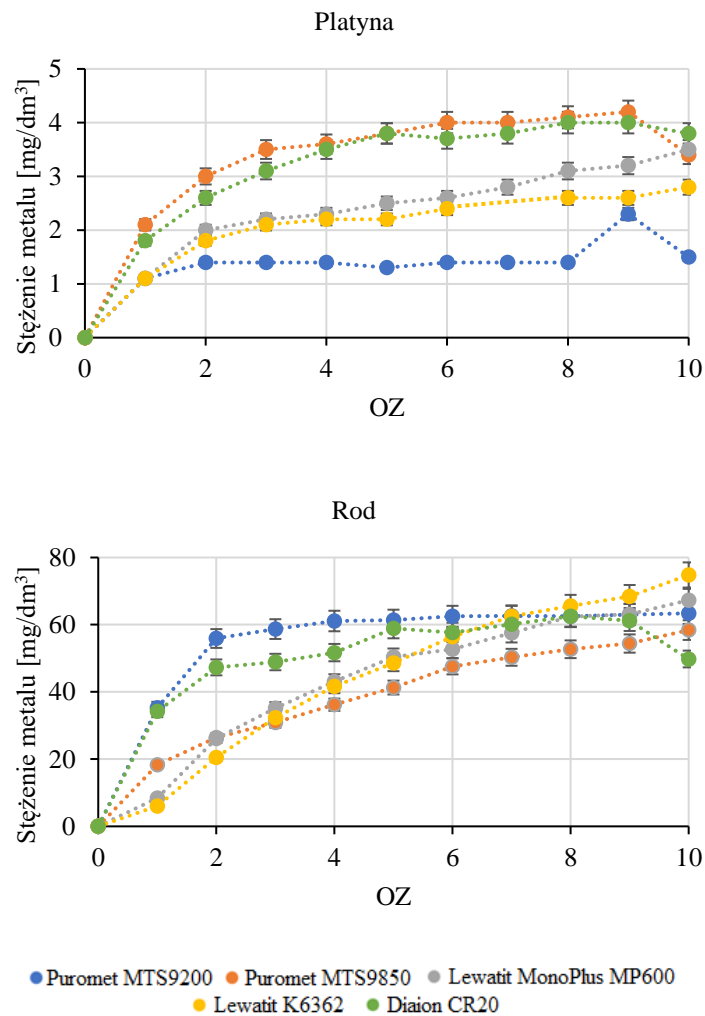 Platyna
Stężenie metalu [mg/dm³]
5
4
3
2
1
0
0 2 4 6 8 10
OZ
Rod
Stężenie metalu [mg/dm³]
80
60
40
20
0
0 2 4 6 8 10
OZ
Puromet MTS9200 Puromet MTS9850 Lewatit MonoPlus MP600
Lewatit K6362 Diaion CR20